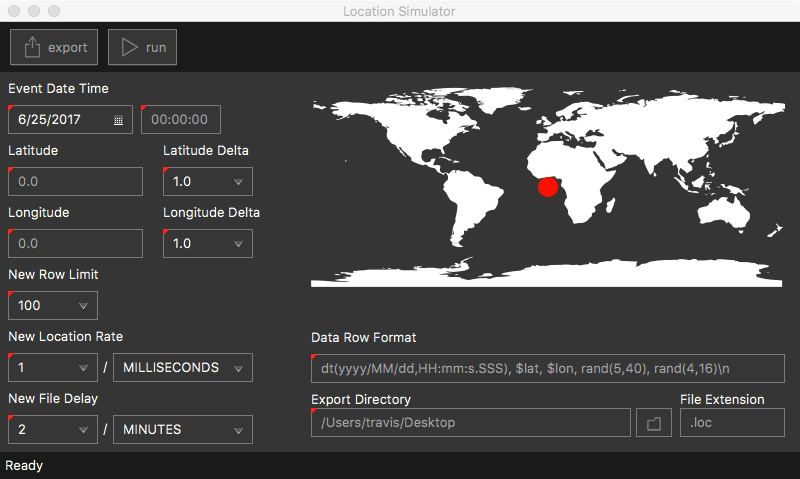 Location Simulator
export
run
Event Date Time
6/25/2017
00:00:00
Latitude
Latitude Delta
0.0
1.0
Longitude
Longitude Delta
0.0
1.0
New Row Limit
100
New Location Rate
1 / MILLISECONDS
New File Delay
2 / MINUTES
Data Row Format
dt(yyyy/MM/dd,HH:mm:s.SSS), $lat, $lon, rand(5,40), rand(4,16)\n
Export Directory
File Extension
/Users/travis/Desktop
.loc
Ready